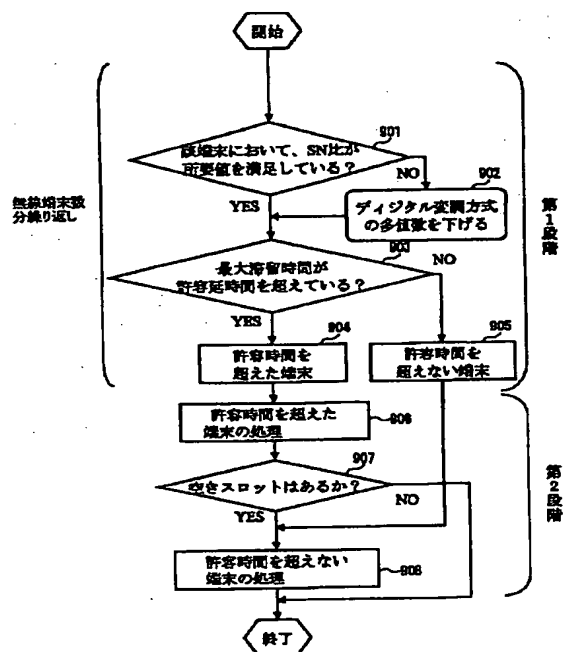 開始
901
該端末において、SN比が
所要値を満足している？
NO
902
YES
ディジタル変調方式
の多値数を下げる
無線端末数
分繰り返し
第1段階
903
最大滞留時間が
許容延時間を超えている？
NO
YES
904
905
許容時間を
超えた端末
許容時間を
超えない端末
許容時間を超えた
端末の処理
906
907
空きスロットはあるか？
NO
YES
第2段階
許容時間を超えない
端末の処理
908
終了